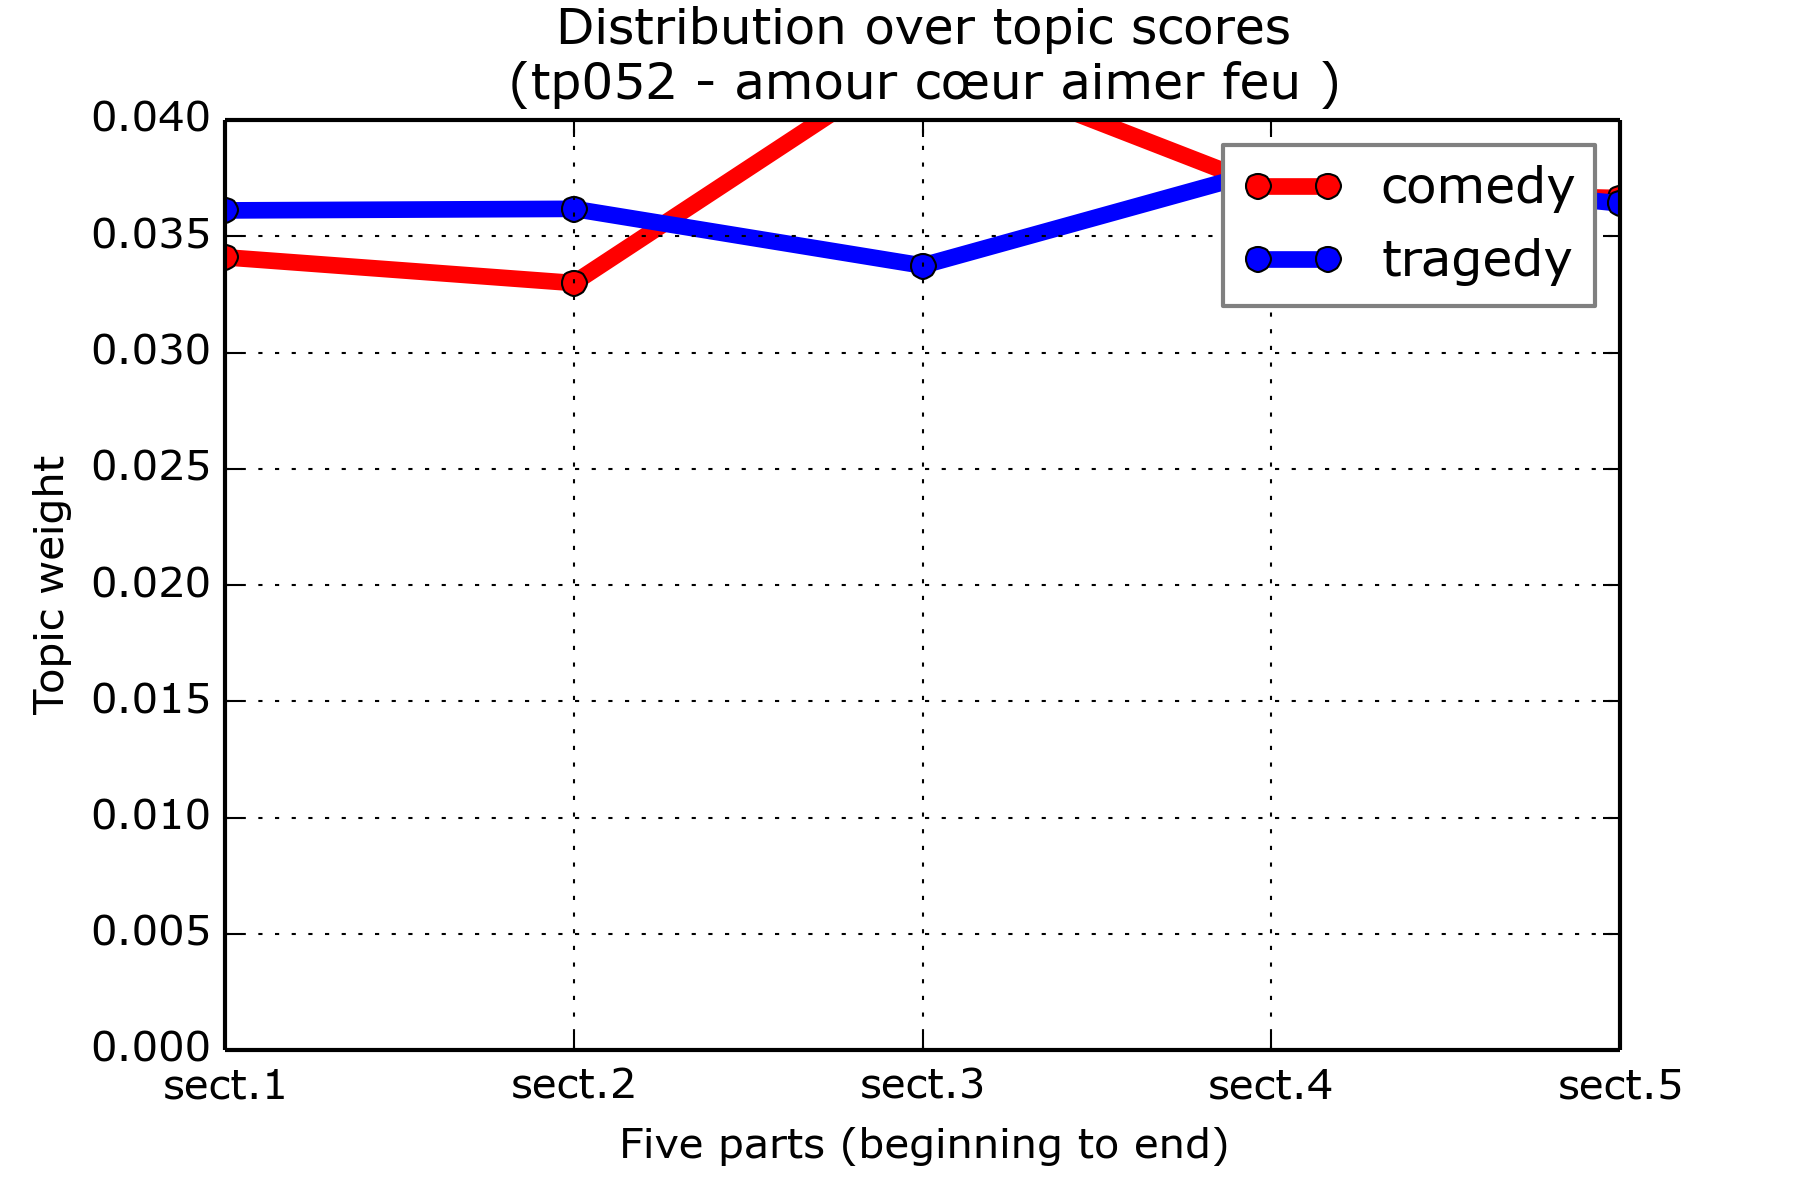 Distribution over topic scores
(tp052 - amour cœur aimer feu )
0.040
0.035
0.030
0.025
0.020
0.015
0.010
0.005
0.000
Topic weight
comedy
tragedy
sect.1 sect.2 sect.3 sect.4 sect.5
Five parts (beginning to end)